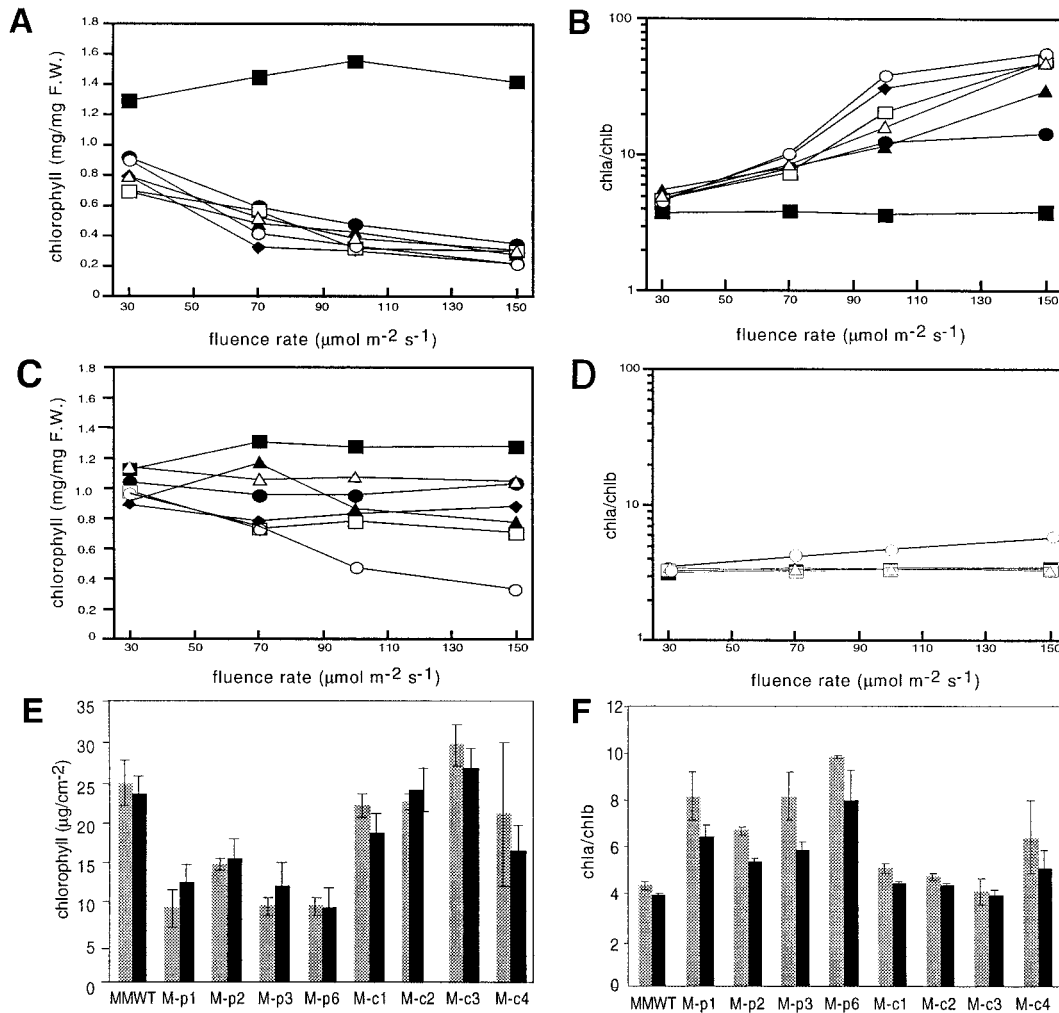 A
chlorophyll (mg/mg F.W.)
1.8
1.6
1.4
1.2
1.0
0.8
0.6
0.4
0.2
0
30 70 90 110 130 150
fluence rate (µmol m-2 s-1)
B
chla/chlb
100
10
1
30 70 90 110 130 150
fluence rate (µmol m-2 s-1)
C
chlorophyll (mg/mg F.W.)
1.8
1.6
1.4
1.2
1.0
0.8
0.6
0.4
0.2
0
30 70 90 110 130 150
fluence rate (µmol m-2 s-1)
D
chla/chlb
100
10
1
30 70 90 110 130 150
fluence rate (µmol m-2 s-1)
E
chlorophyll (µg/cm-2)
35
30
25
20
15
10
5
0
MMWT M-p1 M-p2 M-p3 M-p6 M-c1 M-c2 M-c3 M-c4
F
chla/chlb
12
10
8
6
4
2
0
MMWT M-p1 M-p2 M-p3 M-p6 M-c1 M-c2 M-c3 M-c4